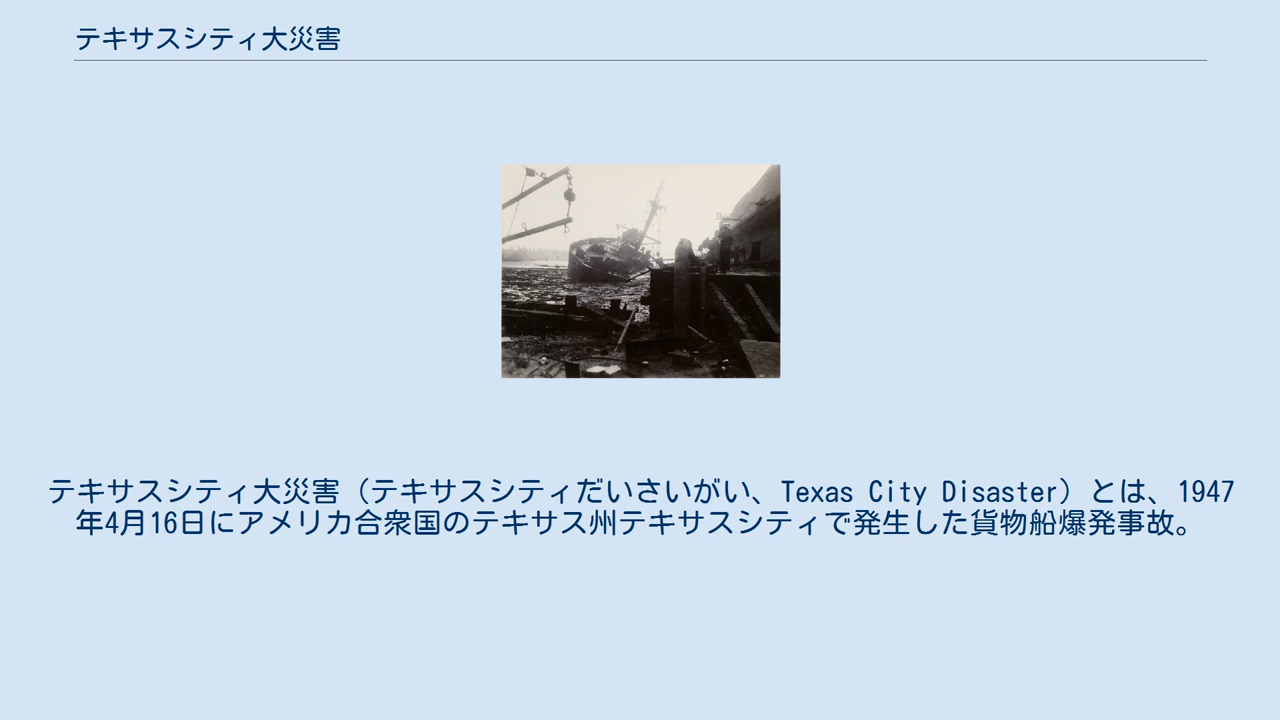 テキサスシティ大災害
テキサスシティ大災害（テキサスシティだいさいがい、Texas City Disaster）とは、1947
年4月16日にアメリカ合衆国のテキサス州テキサスシティで発生した貨物船爆発事故。